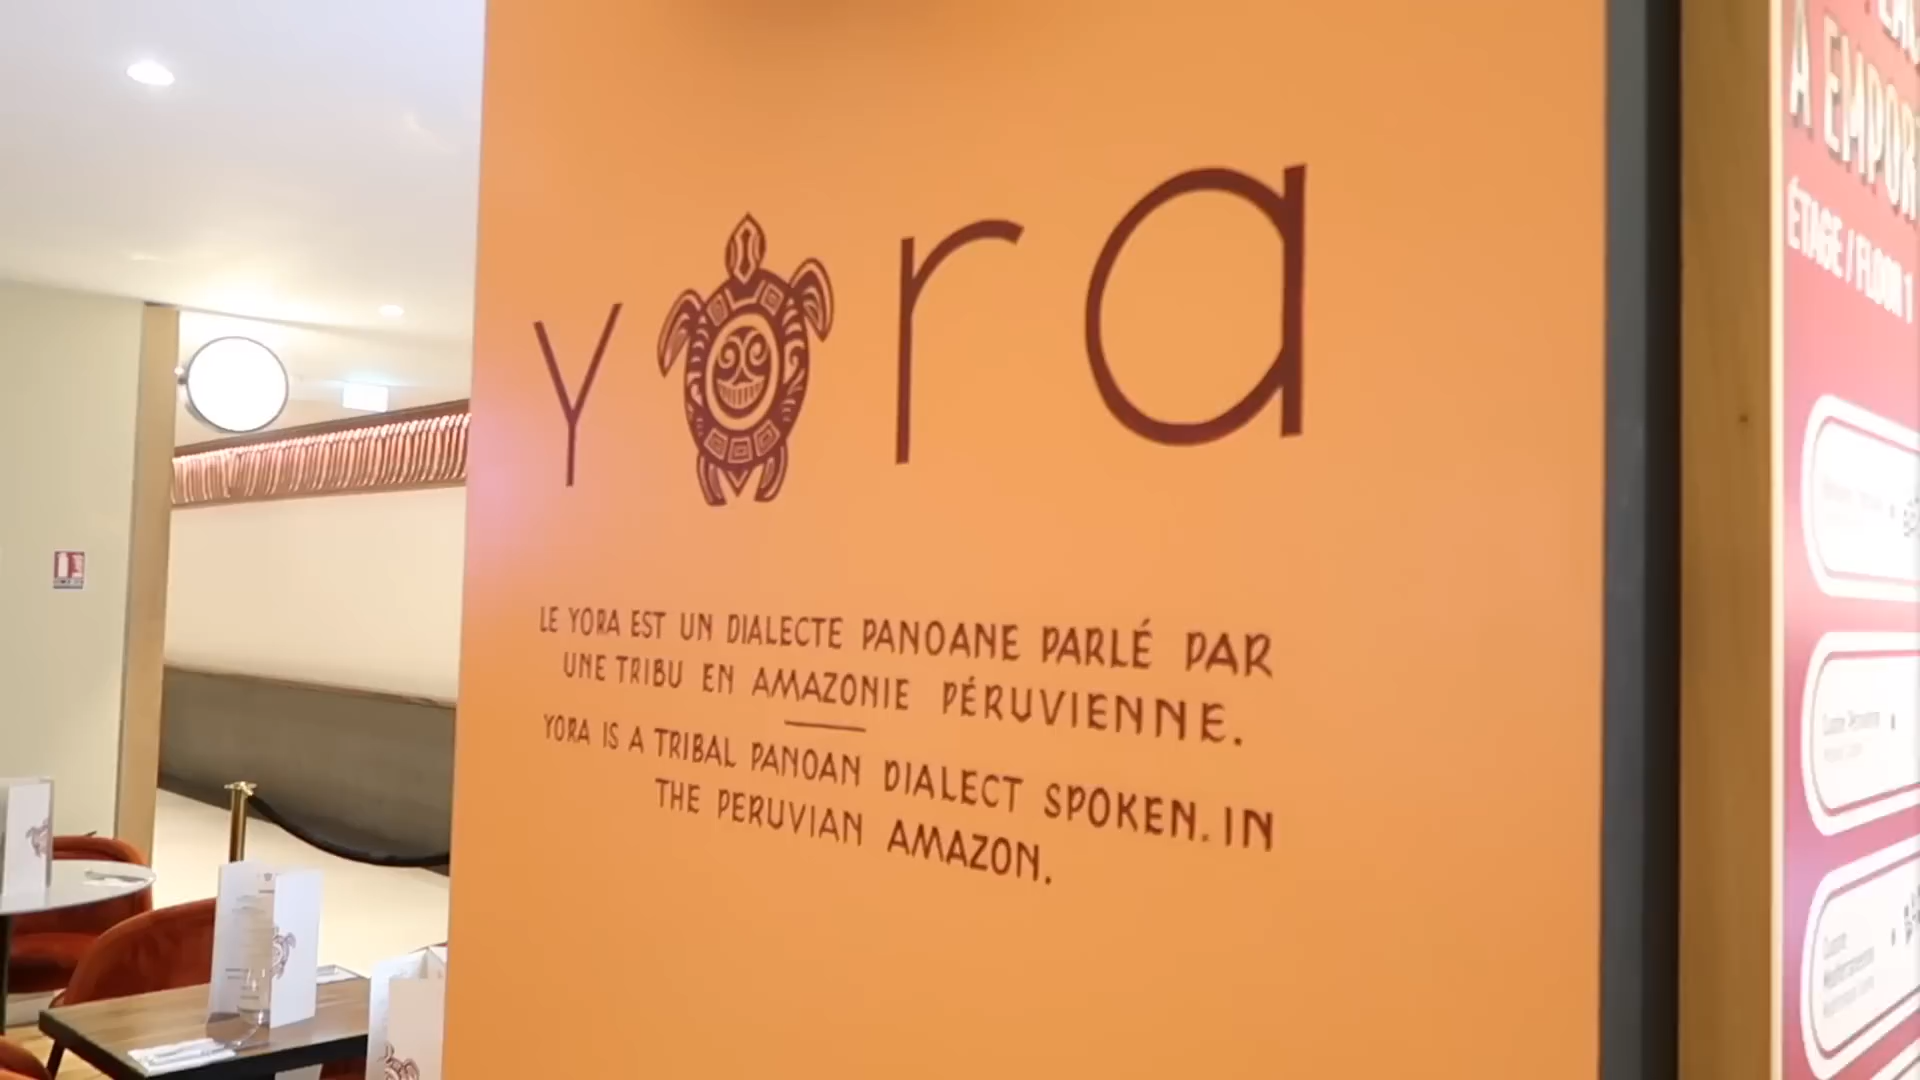 yora
LE YORA EST UN DIALECTE PANOANE PARLÉ PAR
UNE TRIBU EN AMAZONIE PÉRUVIENNE.
YORA IS A TRIBAL PANOAN DIALECT SPOKEN. IN
THE PERUVIAN AMAZON.
À EMPOR
ÉTAGE / FLOOR 1